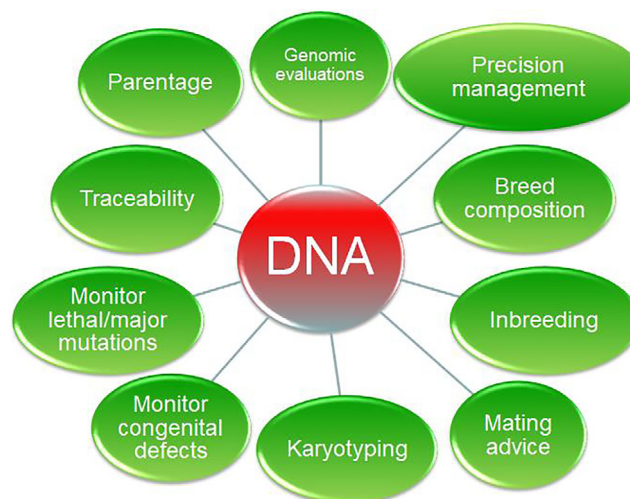 Genomic
evaluations
Precision
management
Parentage
Breed
composition
Traceability
DNA
Monitor
lethal/major
mutations
Inbreeding
Monitor
congenital
defects
Karyotyping
Mating
advice